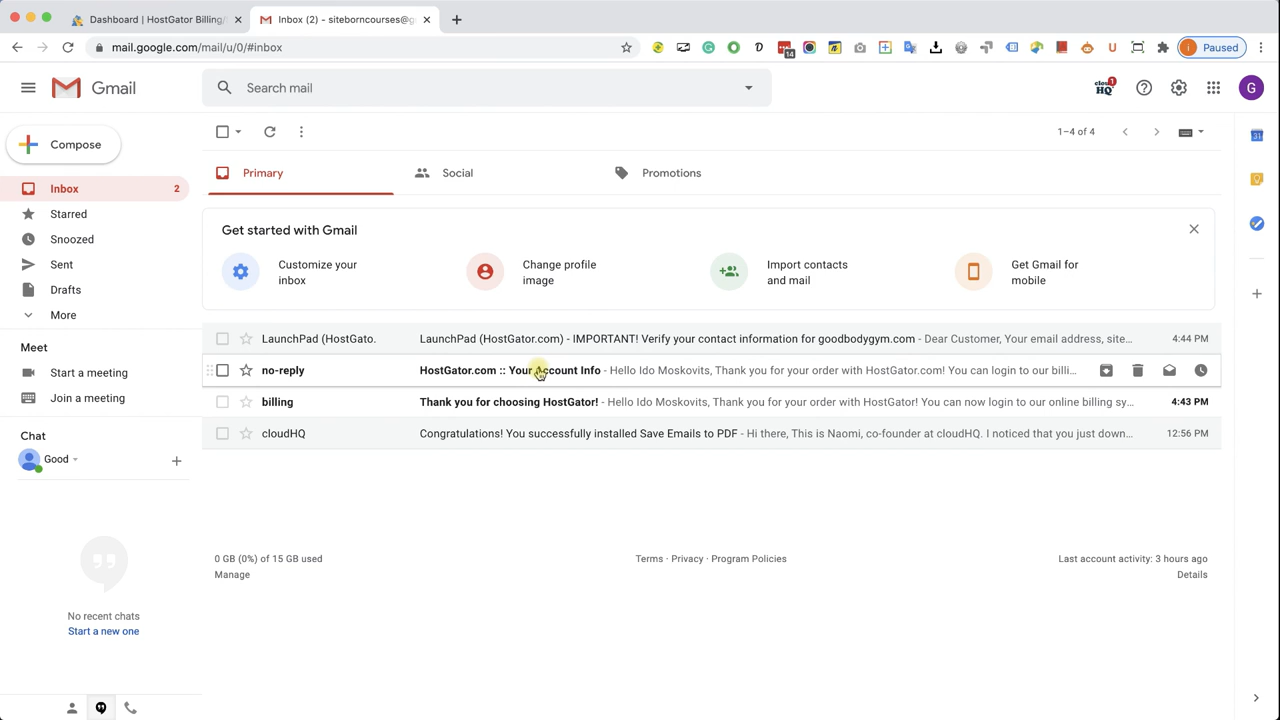 Dashboard | HostGator Billing/
Inbox (2) - siteborncourses@g
mail.google.com/mail/u/0/#inbox
14
Paused
Gmail
Search mail
1
G
Compose
1–4 of 4
Inbox 2
Primary
Social
Promotions
Starred
Snoozed
Sent
Drafts
More
Get started with Gmail
Customize your
inbox
Change profile
image
Import contacts
and mail
Get Gmail for
mobile
LaunchPad (HostGato. LaunchPad (HostGator.com) - IMPORTANT! Verify your contact information for goodbodygym.com - Dear Customer, Your email address, site... 4:44 PM
no-reply HostGator.com :: Your Account Info - Hello Ido Moskovits, Thank you for your order with HostGator.com! You can login to our billi...
billing Thank you for choosing HostGator! - Hello Ido Moskovits, Thank you for your order with HostGator! You can now login to our online billing sy... 4:43 PM
cloudHQ Congratulations! You successfully installed Save Emails to PDF - Hi there, This is Naomi, co-founder at cloudHQ. I noticed that you just down... 12:56 PM
Meet
Start a meeting
Join a meeting
Chat
Good
No recent chats
Start a new one
0 GB (0%) of 15 GB used
Manage
Terms · Privacy · Program Policies
Last account activity: 3 hours ago
Details
31